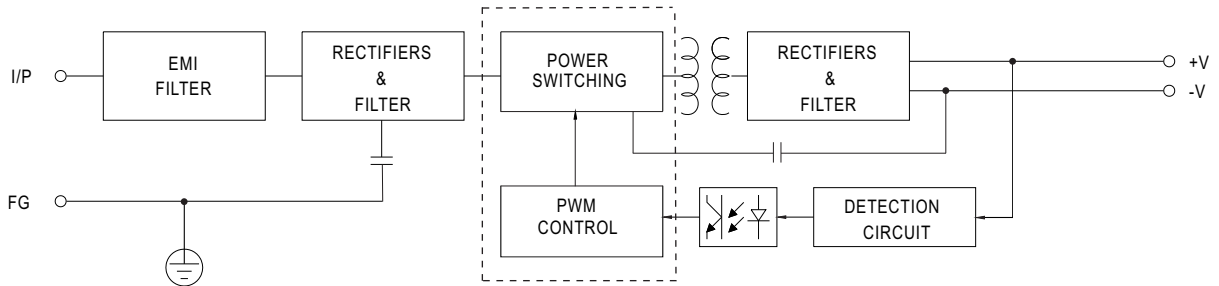 I/P
EMI
FILTER
RECTIFIERS
&
FILTER
POWER
SWITCHING
RECTIFIERS
&
FILTER
+V
-V
FG
PWM
CONTROL
DETECTION
CIRCUIT